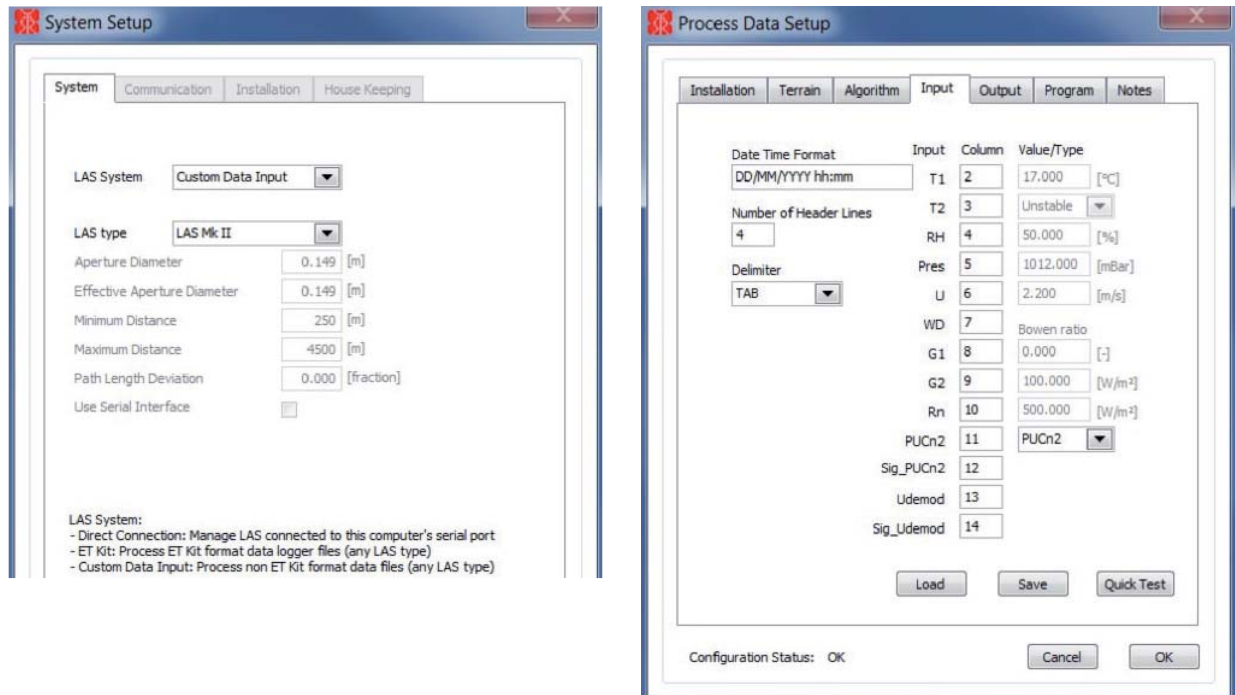 System Setup
System Communication Installation House Keeping
LAS System Custom Data Input
LAS type LAS Mk II
Aperture Diameter 0.149 [m]
Effective Aperture Diameter 0.149 [m]
Minimum Distance 250 [m]
Maximum Distance 4500 [m]
Path Length Deviation 0.000 [fraction]
Use Serial Interface
LAS System:
- Direct Connection: Manage LAS connected to this computer's serial port
- ET Kit: Process ET Kit format data logger files (any LAS type)
- Custom Data Input: Process non ET Kit format data files (any LAS type)
Process Data Setup
Installation Terrain Algorithm Input Output Program Notes
Date Time Format
DD/MM/YYYY hh:mm
Number of Header Lines
4
Delimiter
TAB
Input Column Value/Type
T1 2 17.000 [°C]
T2 3 Unstable
RH 4 50.000 [%]
Pres 5 1012.000 [mBar]
U 6 2.200 [m/s]
WD 7 Bowen ratio
G1 8 0.000 [-]
G2 9 100.000 [W/m²]
Rn 10 500.000 [W/m²]
PUCn2 11 PUCn2
Sig_PUCn2 12
Udemod 13
Sig_Udemod 14
Load Save Quick Test
Configuration Status: OK Cancel OK